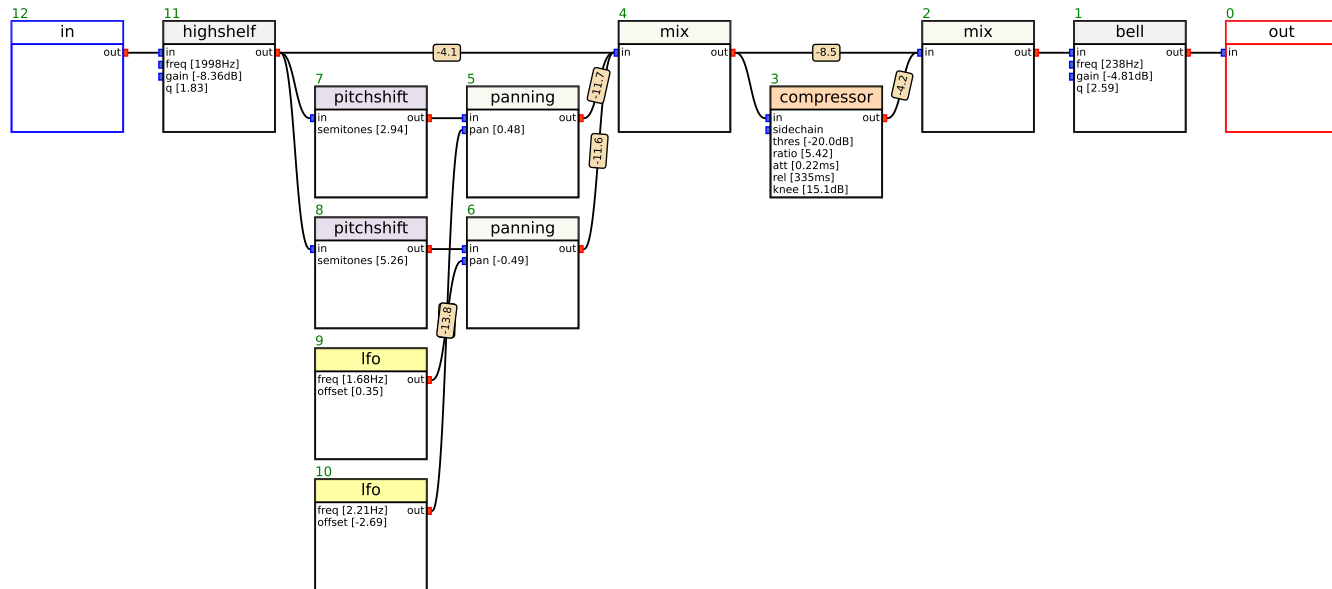 12
in
out
11
highshelf
in out
freq [1998Hz]
gain [-8.36dB]
q [1.83]
-4.1
7
pitchshift
in out
semitones [2.94]
5
panning
in out
pan [0.48]
-11.7
-11.6
8
pitchshift
in out
semitones [5.26]
6
panning
in out
pan [-0.49]
-13.8
9
lfo
freq [1.68Hz] out
offset [0.35]
10
lfo
freq [2.21Hz] out
offset [-2.69]
4
mix
in out
-8.5
3
compressor
in out
sidechain
thres [-20.0dB]
ratio [5.42]
att [0.22ms]
rel [335ms]
knee [15.1dB]
-4.2
2
mix
in out
1
bell
in out
freq [238Hz]
gain [-4.81dB]
q [2.59]
0
out
in